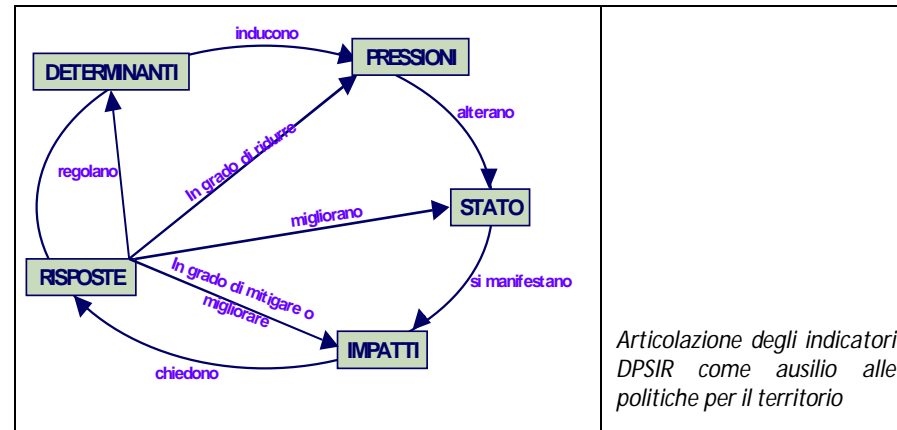 inducono
PRESSIONI
DETERMINANTI
alterano
In grado di ridurre
regolano
STATO
migliorano
RISPOSTE
In grado di mitigare o
migliorare
si manifestano
IMPATTI
chiedono
Articolazione degli indicatori
DPSIR come ausilio alle
politiche per il territorio